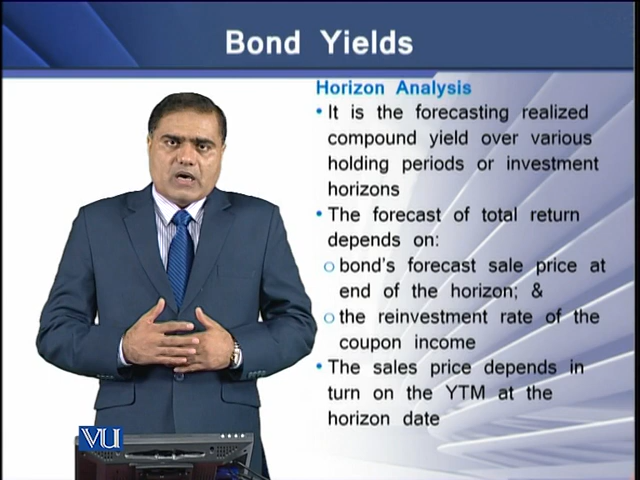 Bond Yields
Horizon Analysis
• It is the forecasting realized
compound yield over various
holding periods or investment
horizons
• The forecast of total return
depends on:
o bond's forecast sale price at
end of the horizon; &
o the reinvestment rate of the
coupon income
• The sales price depends in
turn on the YTM at the
horizon date
VU